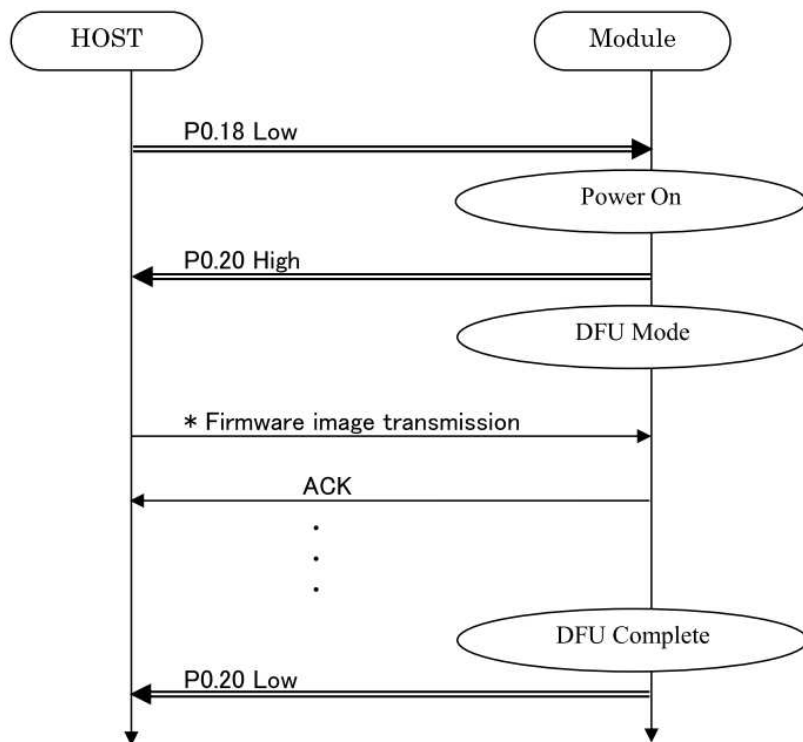 HOST
Module
P0.18 Low
Power On
P0.20 High
DFU Mode
* Firmware image transmission
ACK
DFU Complete
P0.20 Low